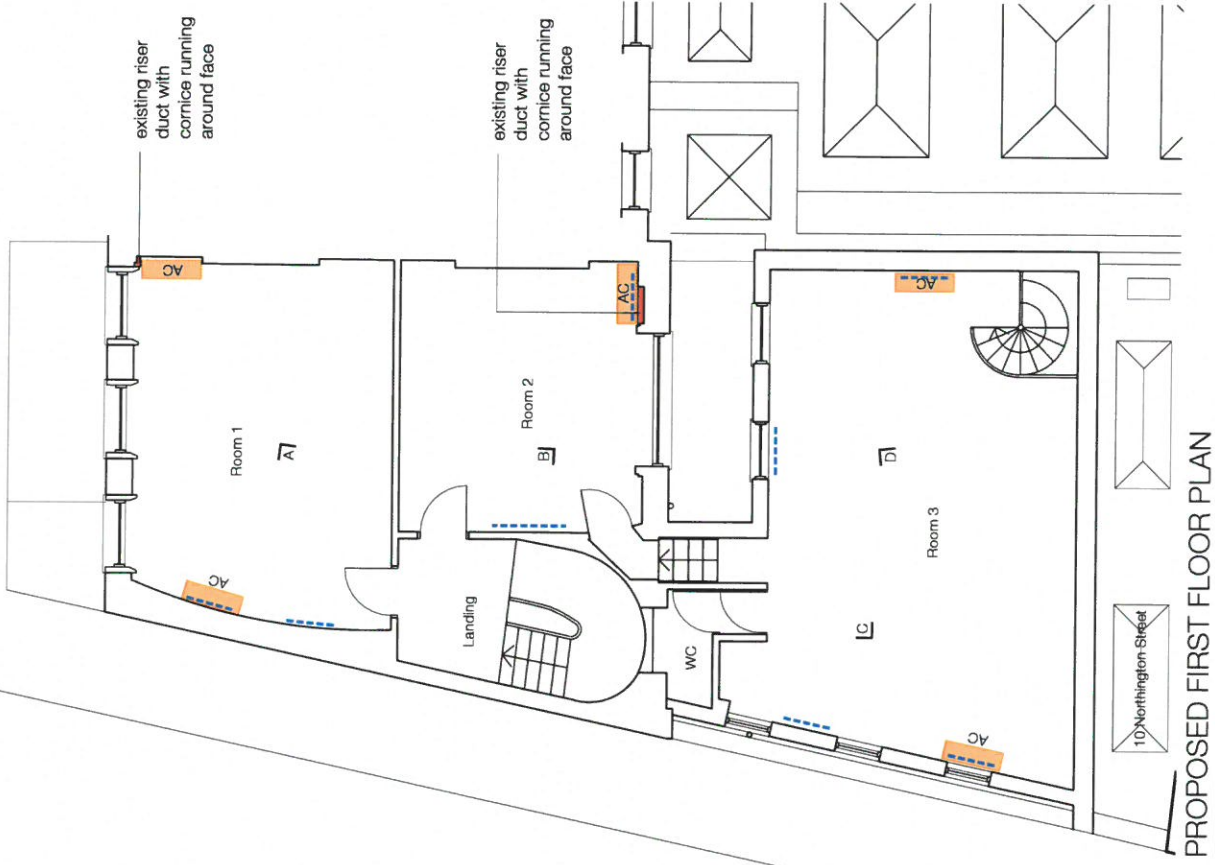 existing riser
duct with
cornice running
around face
existing riser
duct with
cornice running
around face
AC
AC
Room 1
A
AC
Room 2
B
Landing
WC
AC
D
Room 3
C
AC
10 Northington Street
PROPOSED FIRST FLOOR PLAN